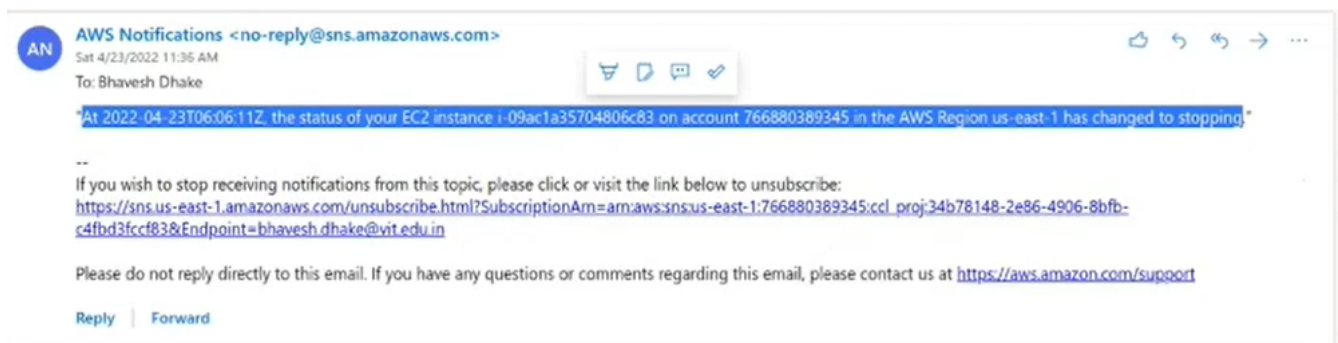 AN
AWS Notifications <no-reply@sns.amazonaws.com>
Sat 4/23/2022 11:36 AM
To: Bhavesh Dhake
"At 2022-04-23T06:06:11Z, the status of your EC2 instance i-09ac1a35704806c83 on account 766880389345 in the AWS Region us-east-1 has changed to stopping."
--
If you wish to stop receiving notifications from this topic, please click or visit the link below to unsubscribe:
https://sns.us-east-1.amazonaws.com/unsubscribe.html?SubscriptionArn=arn:aws:sns:us-east-1:766880389345:ccl_proj:34b78148-2e86-4906-8bfb-
c4fbd3fccf83&Endpoint=bhavesh.dhake@vit.edu.in
Please do not reply directly to this email. If you have any questions or comments regarding this email, please contact us at https://aws.amazon.com/support
Reply Forward